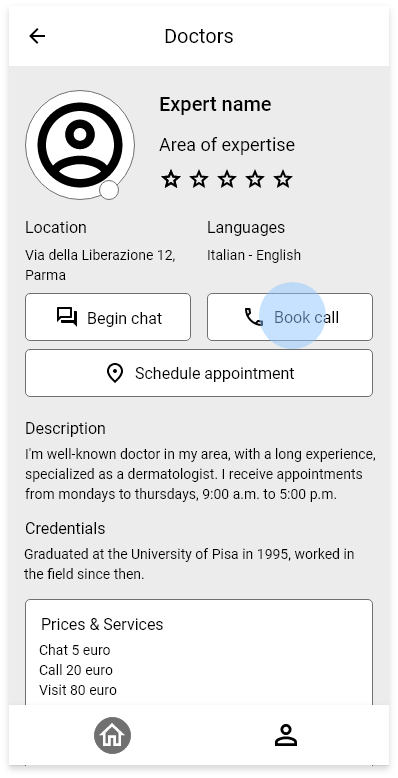 Doctors
Expert name
Area of expertise
Location
Languages
Via della Liberazione 12,
Parma
Italian - English
Begin chat
Book call
Schedule appointment
Description
I'm well-known doctor in my area, with a long experience,
specialized as a dermatologist. I receive appointments
from mondays to thursdays, 9:00 a.m. to 5:00 p.m.
Credentials
Graduated at the University of Pisa in 1995, worked in
the field since then.
Prices & Services
Chat 5 euro
Call 20 euro
Visit 80 euro